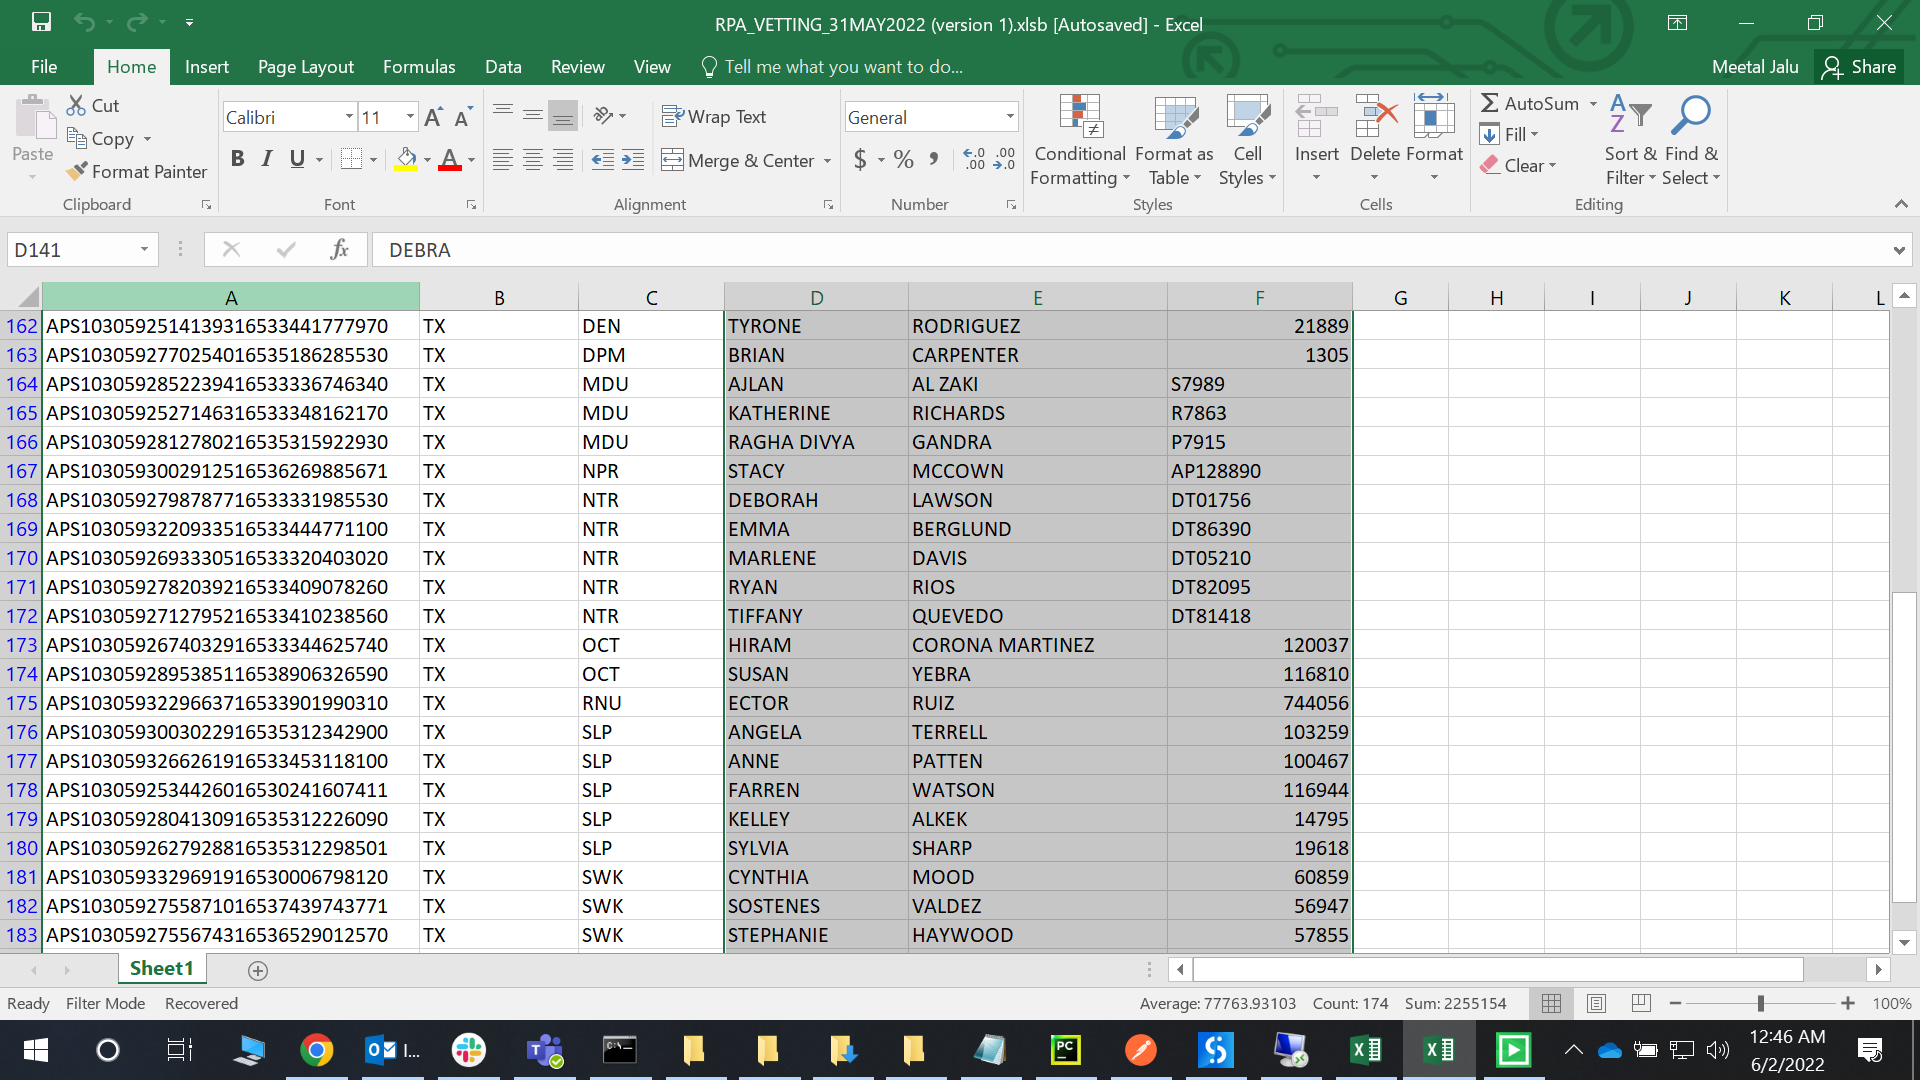 RPA_VETTING_31MAY2022 (version 1).xlsb [Autosaved] - Excel
File Home Insert Page Layout Formulas Data Review View Tell me what you want to do... Meetal Jalu Share
Paste Cut Copy Format Painter Clipboard
Calibri 11 A A B I U A Font
Wrap Text Merge & Center Alignment
General $ % , Number
Conditional Formatting Format as Table Cell Styles Styles
Insert Delete Format Cells
AutoSum Fill Clear Sort & Filter Find & Select Editing
D141 fx DEBRA
A B C D E F G H I J K L
162 APS1030592514139316533441777970 TX DEN TYRONE RODRIGUEZ 21889
163 APS1030592770254016535186285530 TX DPM BRIAN CARPENTER 1305
164 APS1030592852239416533336746340 TX MDU AJLAN AL ZAKI S7989
165 APS1030592527146316533348162170 TX MDU KATHERINE RICHARDS R7863
166 APS1030592812780216535315922930 TX MDU RAGHA DIVYA GANDRA P7915
167 APS1030593002912516536269885671 TX NPR STACY MCCOWN AP128890
168 APS1030592798787716533331985530 TX NTR DEBORAH LAWSON DT01756
169 APS1030593220933516533444771100 TX NTR EMMA BERGLUND DT86390
170 APS1030592693330516533320403020 TX NTR MARLENE DAVIS DT05210
171 APS1030592782039216533409078260 TX NTR RYAN RIOS DT82095
172 APS1030592712795216533410238560 TX NTR TIFFANY QUEVEDO DT81418
173 APS1030592674032916533344625740 TX OCT HIRAM CORONA MARTINEZ 120037
174 APS1030592895385116538906326590 TX OCT SUSAN YEBRA 116810
175 APS1030593229663716533901990310 TX RNU ECTOR RUIZ 744056
176 APS1030593003022916535312342900 TX SLP ANGELA TERRELL 103259
177 APS1030593266261916533453118100 TX SLP ANNE PATTEN 100467
178 APS1030592534426016530241607411 TX SLP FARREN WATSON 116944
179 APS1030592804130916535312226090 TX SLP KELLEY ALKEK 14795
180 APS1030592627928816535312298501 TX SLP SYLVIA SHARP 19618
181 APS1030593329691916530006798120 TX SWK CYNTHIA MOOD 60859
182 APS1030592755871016537439743771 TX SWK SOSTENES VALDEZ 56947
183 APS1030592755674316536529012570 TX SWK STEPHANIE HAYWOOD 57855
Sheet1
Ready Filter Mode Recovered Average: 77763.93103 Count: 174 Sum: 2255154 100%
I... 12:46 AM
6/2/2022